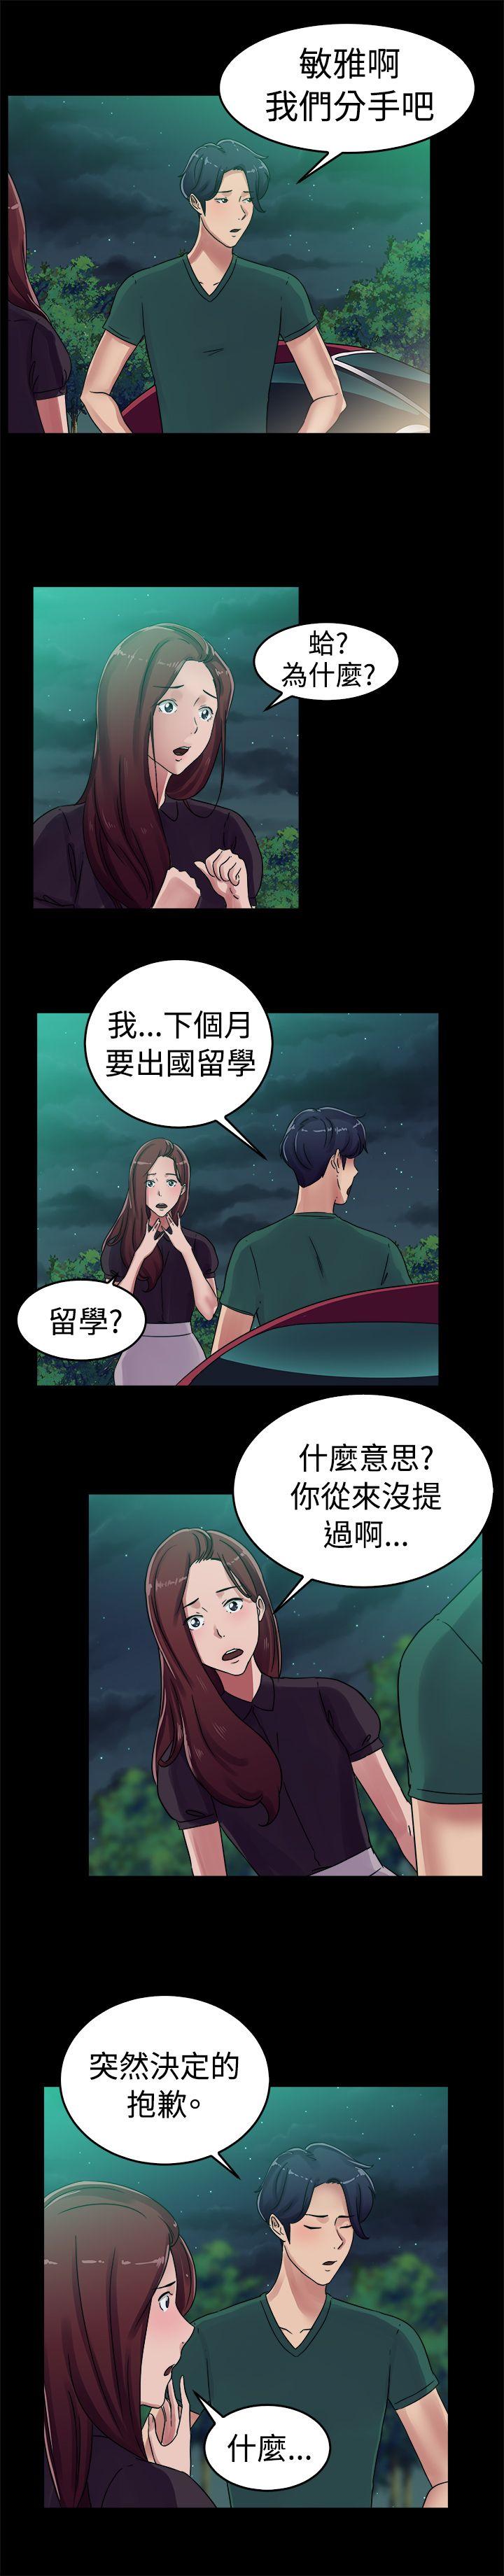 敏雅啊
我們分手吧
蛤?
為什麼?
我...下個月
要出國留學
留學?
什麼意思?
你從來沒提
過啊...
突然決定的
抱歉。
什麼...